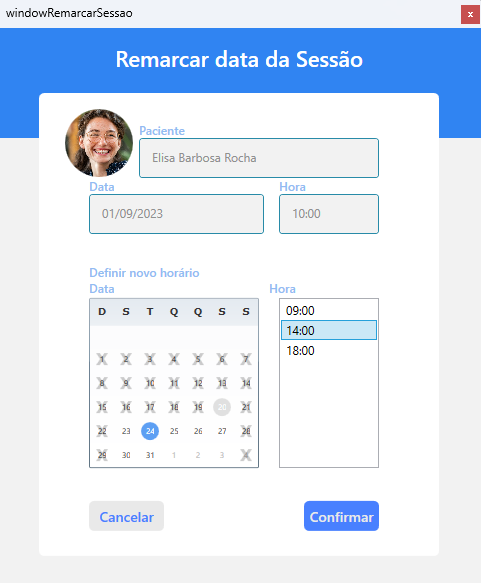 windowRemarcarSessao
x
Remarcar data da Sessão
Paciente
Elisa Barbosa Rocha
Data Hora
01/09/2023 10:00
Definir novo horário
Data Hora
D S T Q Q S S
09:00
14:00
18:00
1 2 3 4 5 6 7
8 9 10 11 12 13 14
15 16 17 18 19 20 21
22 23 24 25 26 27 28
29 30 31 1 2 3 4
Cancelar Confirmar